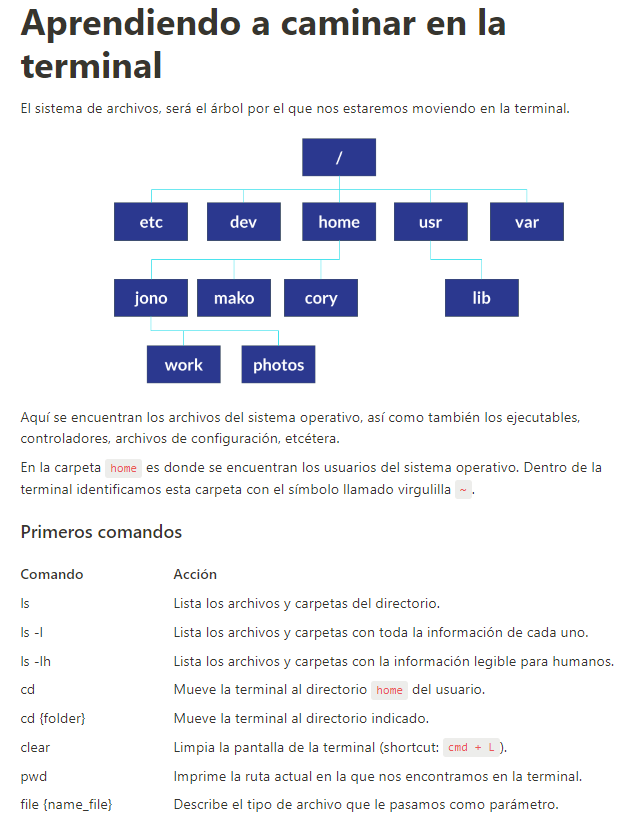 Aprendiendo a caminar en la
terminal
El sistema de archivos, será el árbol por el que nos estaremos moviendo en la terminal.
/
etc dev home usr var
jono mako cory lib
work photos
Aquí se encuentran los archivos del sistema operativo, así como también los ejecutables,
controladores, archivos de configuración, etcétera.
En la carpeta home es donde se encuentran los usuarios del sistema operativo. Dentro de la
terminal identificamos esta carpeta con el símbolo llamado virgulilla ~.
Primeros comandos
Comando Acción
ls Lista los archivos y carpetas del directorio.
ls -l Lista los archivos y carpetas con toda la información de cada uno.
ls -lh Lista los archivos y carpetas con la información legible para humanos.
cd Mueve la terminal al directorio home del usuario.
cd {folder} Mueve la terminal al directorio indicado.
clear Limpia la pantalla de la terminal (shortcut: cmd + L).
pwd Imprime la ruta actual en la que nos encontramos en la terminal.
file {name_file} Describe el tipo de archivo que le pasamos como parámetro.